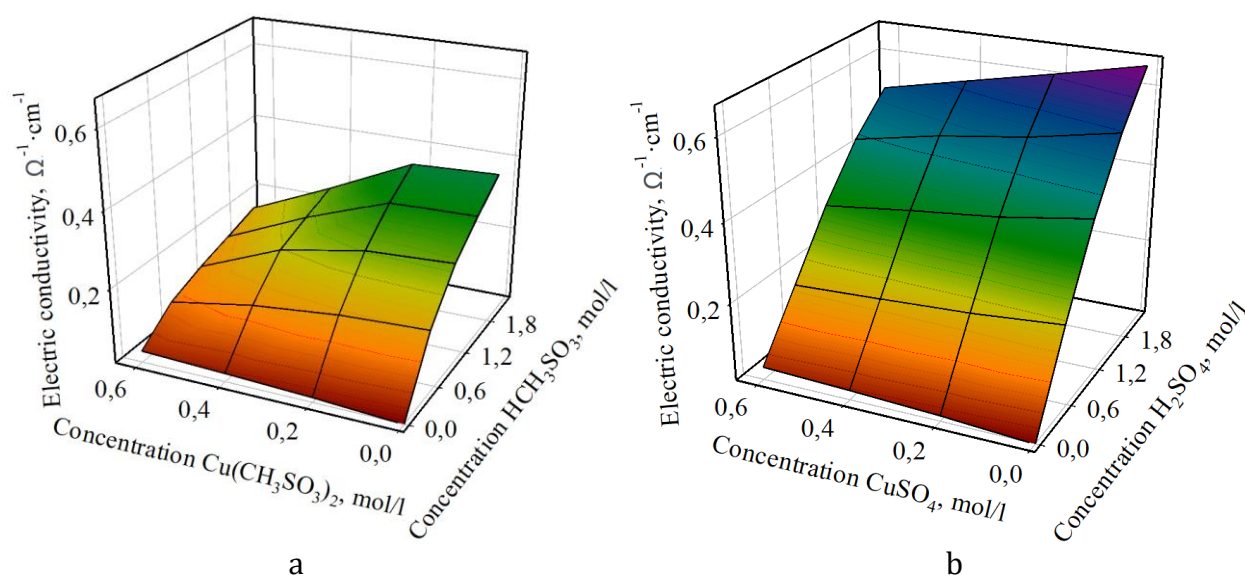 Electric conductivity, Ω⁻¹·cm⁻¹
0,6
0,4
0,2
0,6
0,4
0,2
0,0
Concentration Cu(CH₃SO₃)₂, mol/l
0,0
0,6
1,2
1,8
Concentration HCH₃SO₃, mol/l
a
Electric conductivity, Ω⁻¹·cm⁻¹
0,6
0,4
0,2
0,6
0,4
0,2
0,0
Concentration CuSO₄, mol/l
0,0
0,6
1,2
1,8
Concentration H₂SO₄, mol/l
b